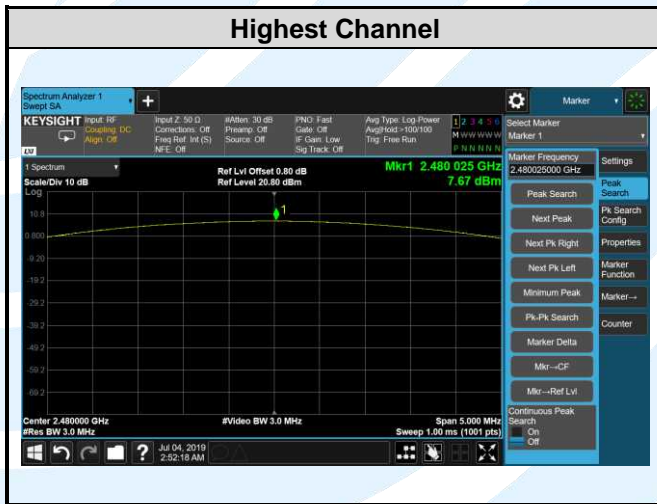 Highest Channel
Spectrum Analyzer 1
Swept SA
+
Marker
KEYSIGHT
Input: RF
Coupling: DC
Align: Off
Input Z: 50 Ω
Corrections: Off
Freq Ref: Int (S)
NFE: Off
#Atten: 30 dB
Preamp: Off
Source: Off
PNO: Fast
Gate: Off
IF Gain: Low
Sig Track: Off
Avg Type: Log-Power
Avg|Hold:>100/100
Trig: Free Run
1 2 3 4 5 6
M W W W W W
P N N N N N
LXI
Select Marker
Marker 1
1 Spectrum
Scale/Div 10 dB
Log
Ref Lvl Offset 0.80 dB
Ref Level 20.80 dBm
Mkr1 2.480 025 GHz
7.67 dBm
1
10.8
0.800
-9.20
-19.2
-29.2
-39.2
-49.2
-59.2
-69.2
Center 2.480000 GHz
#Res BW 3.0 MHz
#Video BW 3.0 MHz
Span 5.000 MHz
Sweep 1.00 ms (1001 pts)
Marker Frequency
2.480025000 GHz
Peak Search
Next Peak
Next Pk Right
Next Pk Left
Minimum Peak
Pk-Pk Search
Marker Delta
Mkr→CF
Mkr→Ref Lvl
Continuous Peak
Search
On
Off
Settings
Peak
Search
Pk Search
Config
Properties
Marker
Function
Marker→
Counter
?
Jul 04, 2019
2:52:18 AM